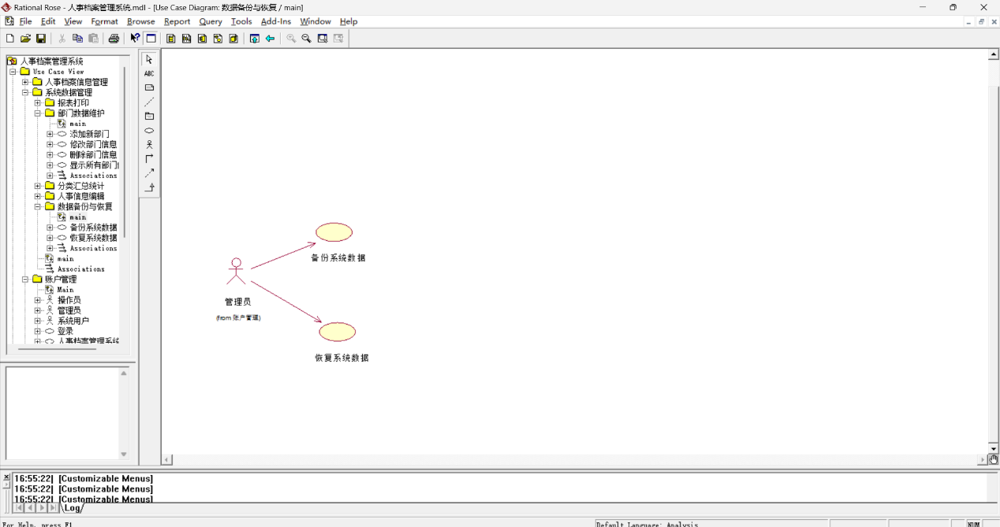 Rational Rose - 人事档案管理系统.mdl - [Use Case Diagram: 数据备份与恢复 / main]
File Edit View Format Browse Report Query Tools Add-Ins Window Help
ABC
人事档案管理系统
Use Case View
人事档案信息管理
系统数据管理
报表打印
部门数据维护
main
添加新部门
修改部门信息
删除部门信息
显示所有部门
Associations
分类汇总统计
人事信息编辑
数据备份与恢复
main
备份系统数据
恢复系统数据
Associations
main
Associations
账户管理
Main
操作员
管理员
系统用户
登录
人事档案管理系统
备份系统数据
管理员
(from 账户管理)
恢复系统数据
16:55:22| [Customizable Menus]
16:55:22| [Customizable Menus]
16:55:22| [Customizable Menus]
Log
For Help, press F1
Default Language: Analysis
NUM